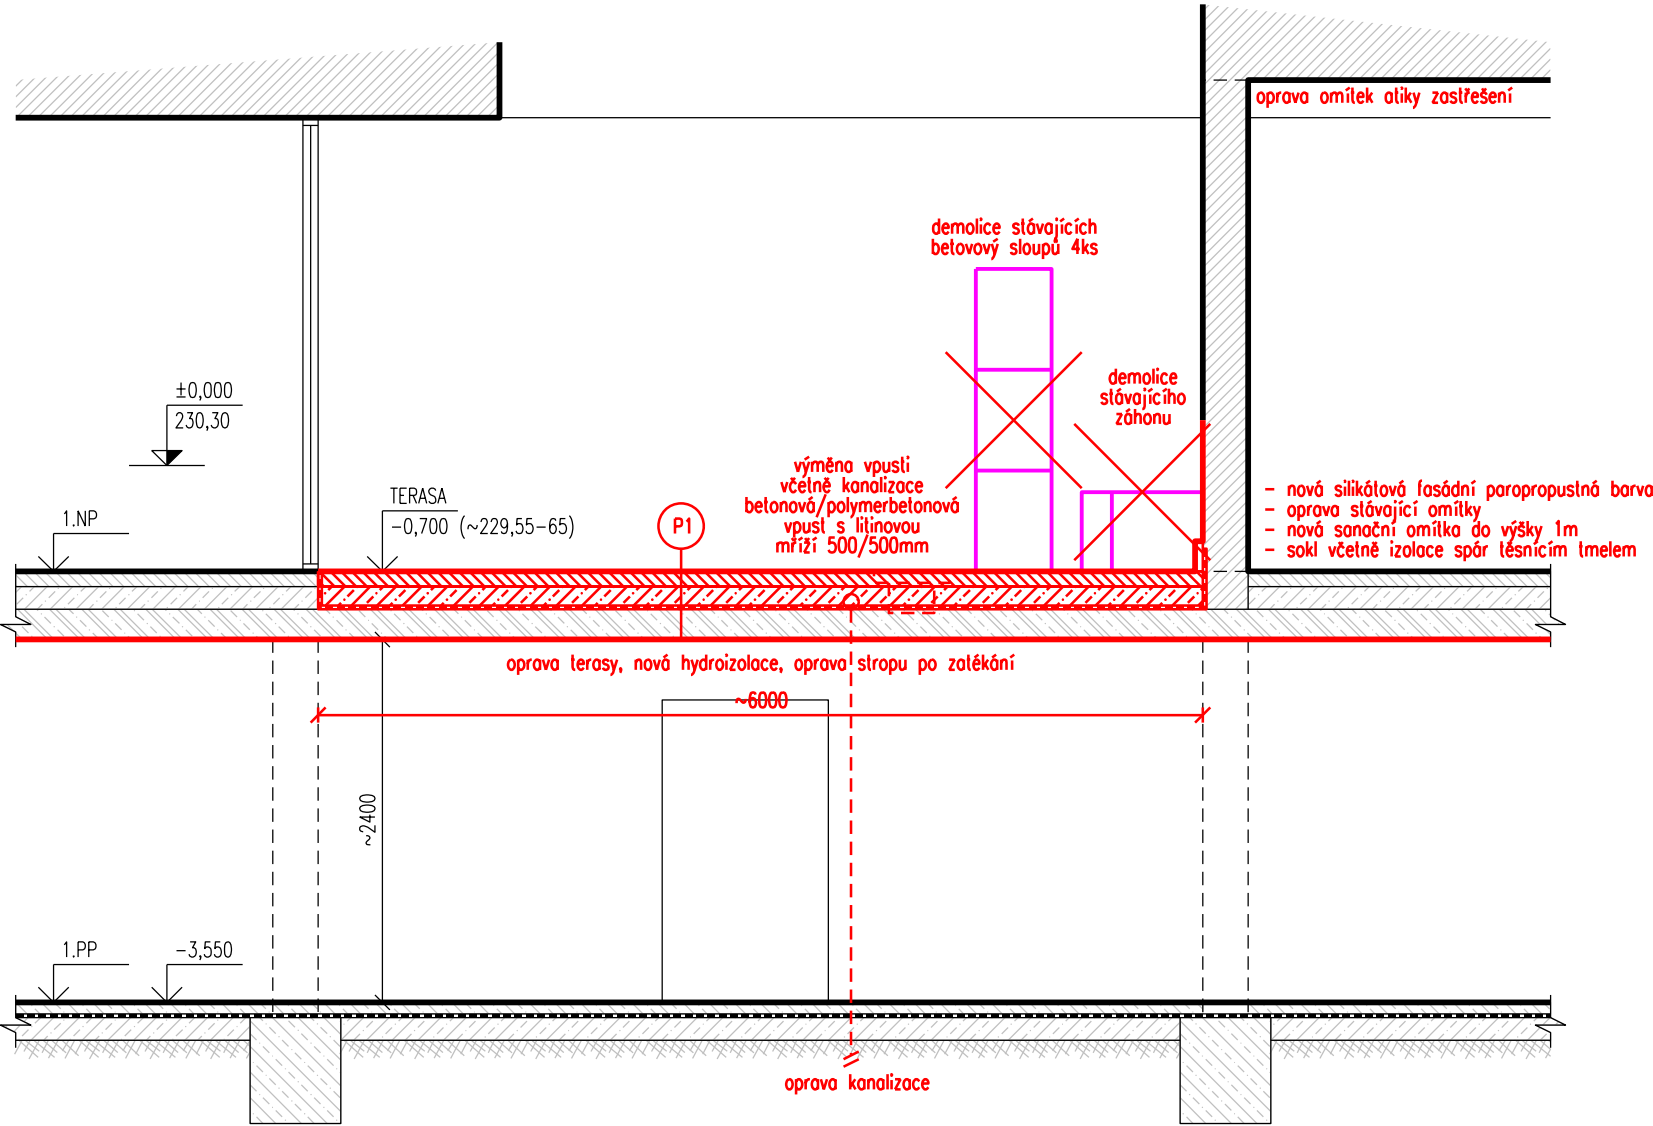 oprava omítek atiky zastřešení
demolice stávajících
betovový sloupů 4ks
±0,000
230,30
demolice
stávajícího
záhonu
výměna vpusti
včetně kanalizace
betonová/polymerbetonová
vpust s litinovou
mříží 500/500mm
TERASA
-0,700 (~229,55-65)
1.NP
P1
- nová silikátová fasádní paropropustná barva
- oprava stávající omítky
- nová sanační omítka do výšky 1m
- sokl včetně izolace spár těsnícím tmelem
oprava terasy, nová hydroizolace, oprava stropu po zatékání
~6000
~2400
1.PP
-3,550
oprava kanalizace